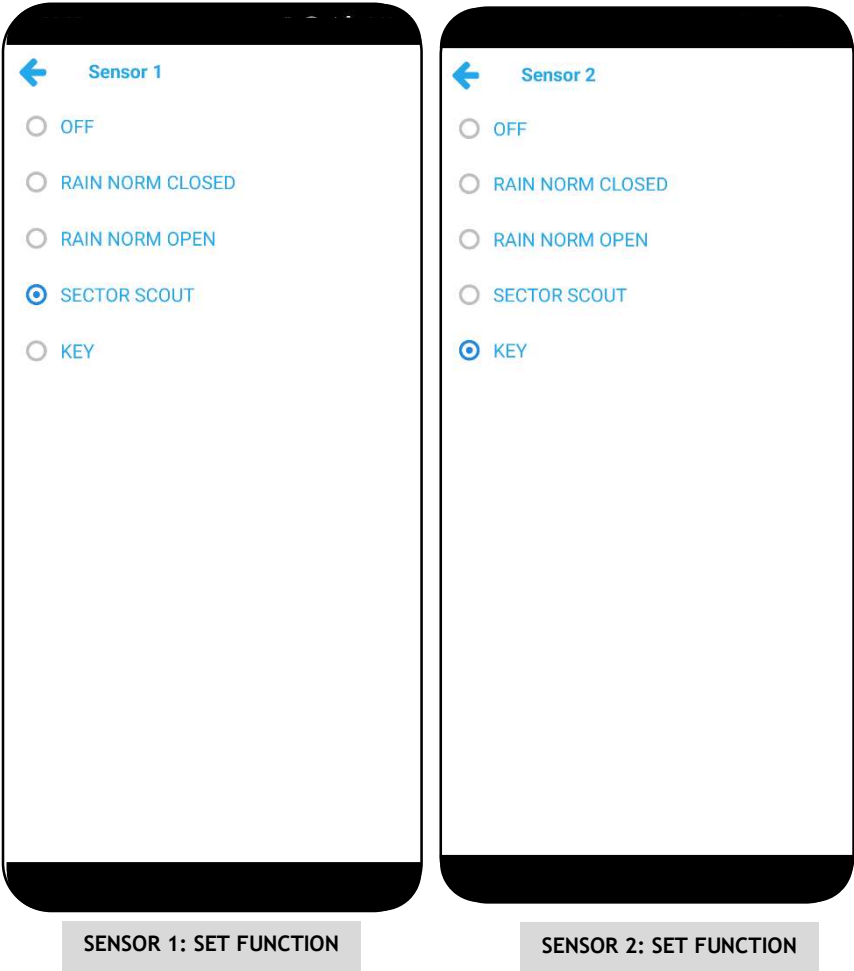 Sensor 1
OFF
RAIN NORM CLOSED
RAIN NORM OPEN
SECTOR SCOUT
KEY
SENSOR 1: SET FUNCTION
Sensor 2
OFF
RAIN NORM CLOSED
RAIN NORM OPEN
SECTOR SCOUT
KEY
SENSOR 2: SET FUNCTION